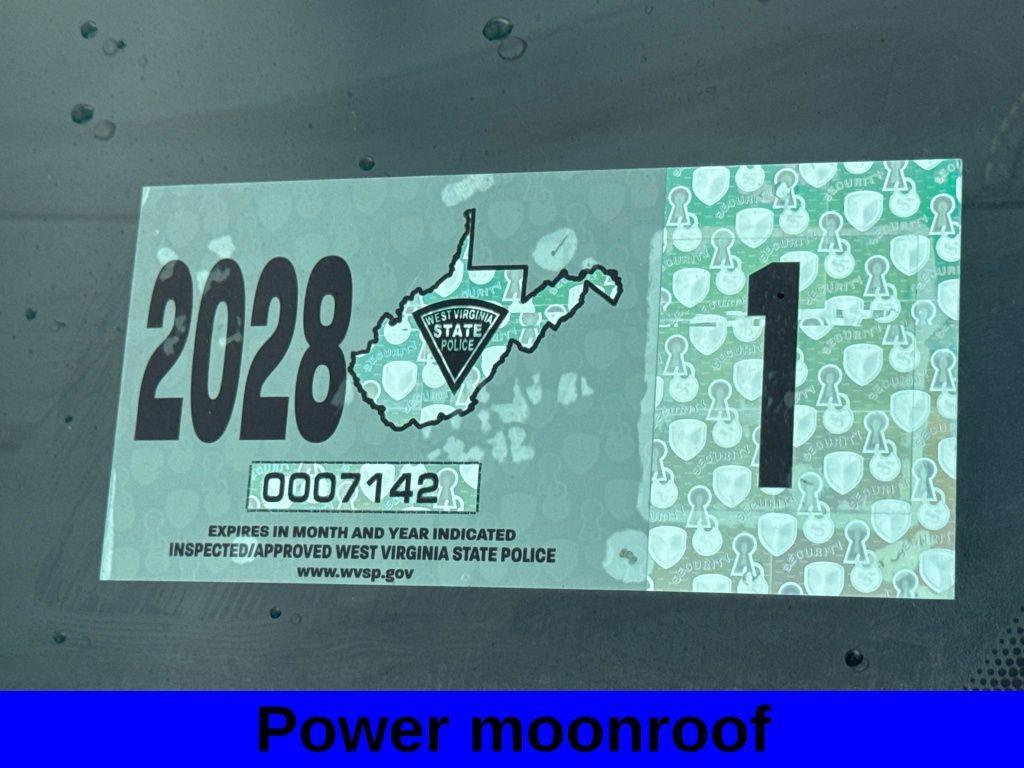 2028
WEST VIRGINIA
STATE
POLICE
1
0007142
EXPIRES IN MONTH AND YEAR INDICATED
INSPECTED/APPROVED WEST VIRGINIA STATE POLICE
www.wvsp.gov
SECURITY
Power moonroof